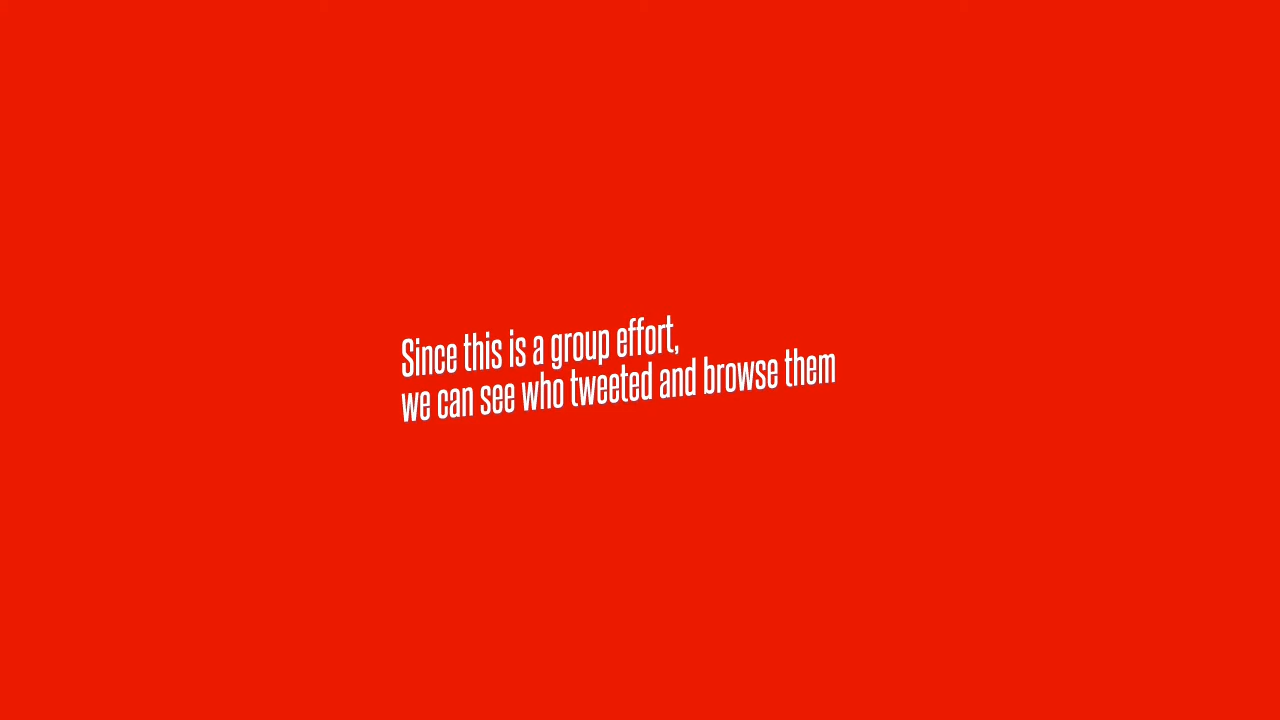 Since this is a group effort,
we can see who tweeted and browse them